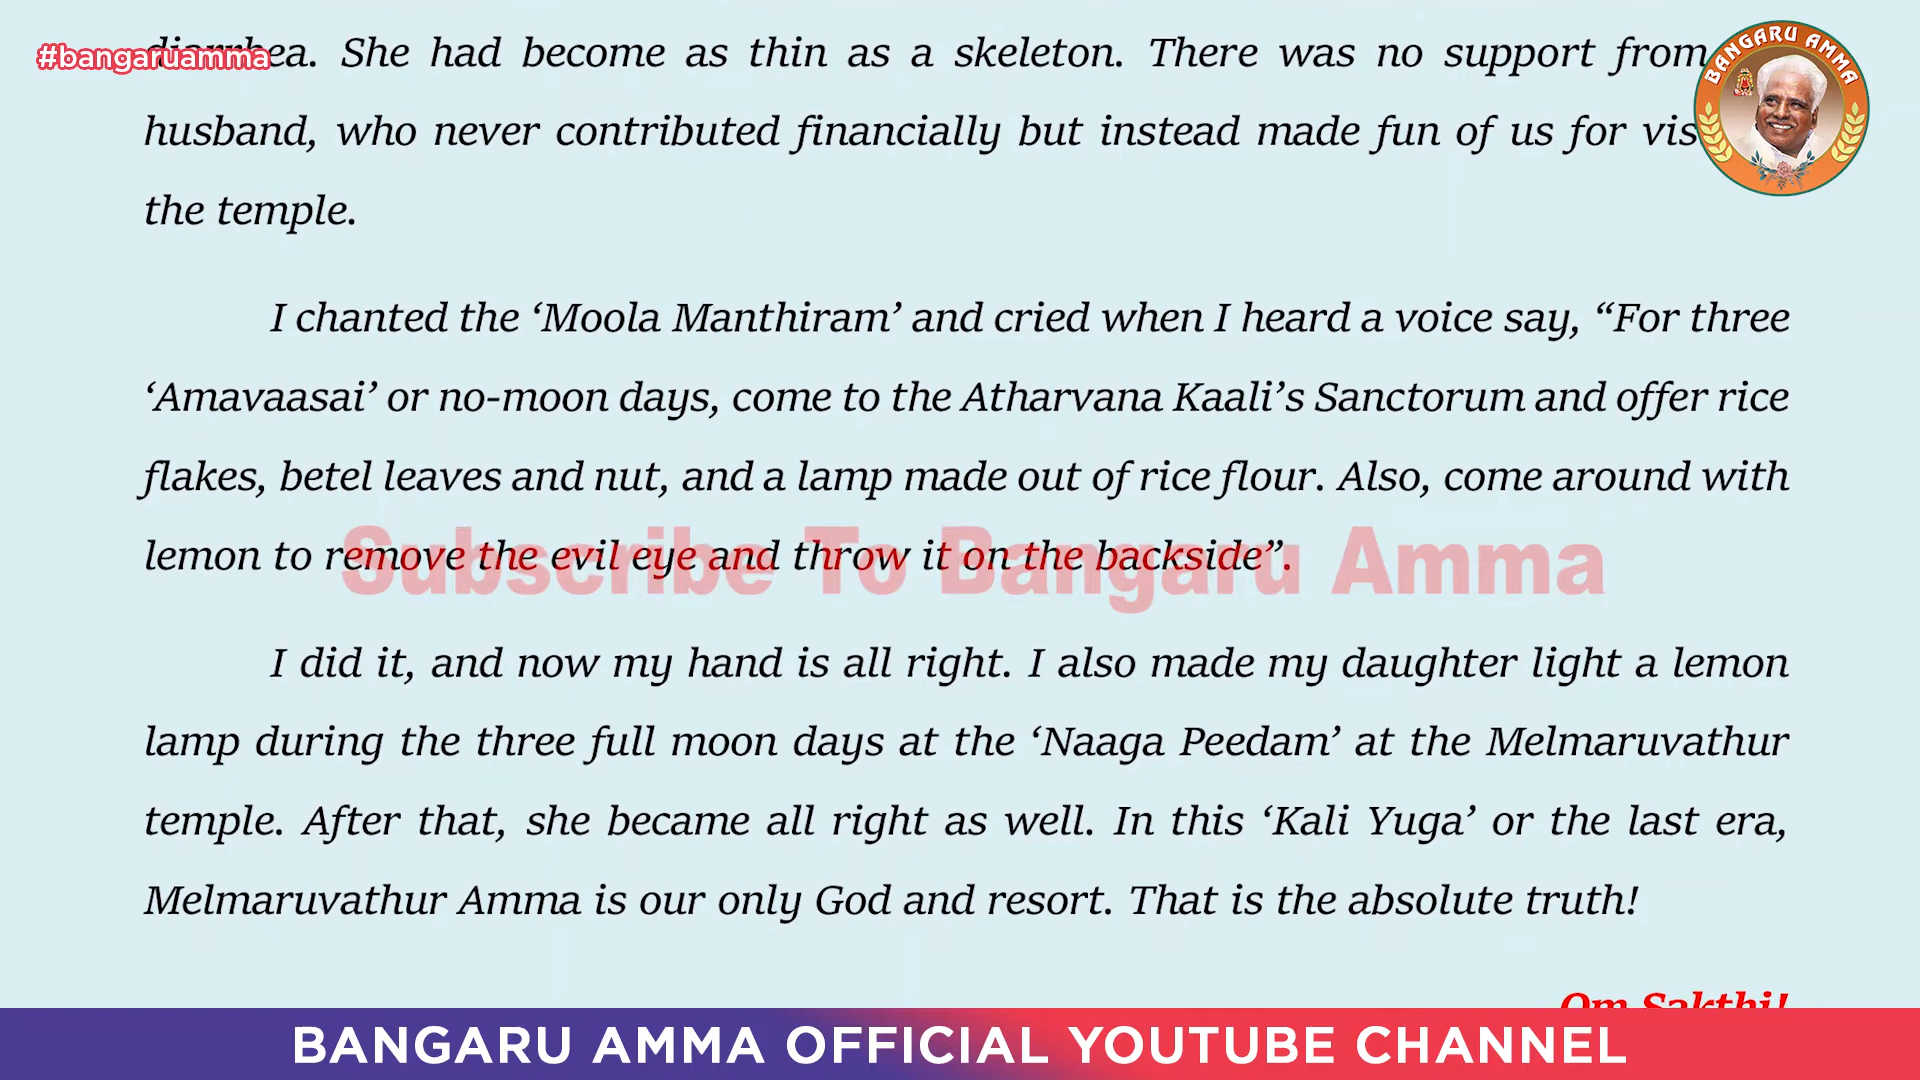 #bangaruamma
diarrhea. She had become as thin as a skeleton. There was no support from
BANGARU AMMA
husband, who never contributed financially but instead made fun of us for vis
the temple.
I chanted the ‘Moola Manthiram’ and cried when I heard a voice say, “For three
‘Amavaasai’ or no-moon days, come to the Atharvana Kaali’s Sanctorum and offer rice
flakes, betel leaves and nut, and a lamp made out of rice flour. Also, come around with
lemon to remove the evil eye and throw it on the backside”.
Subscribe To Bangaru Amma
I did it, and now my hand is all right. I also made my daughter light a lemon
lamp during the three full moon days at the ‘Naaga Peedam’ at the Melmaruvathur
temple. After that, she became all right as well. In this ‘Kali Yuga’ or the last era,
Melmaruvathur Amma is our only God and resort. That is the absolute truth!
Om Sakthi!
BANGARU AMMA OFFICIAL YOUTUBE CHANNEL